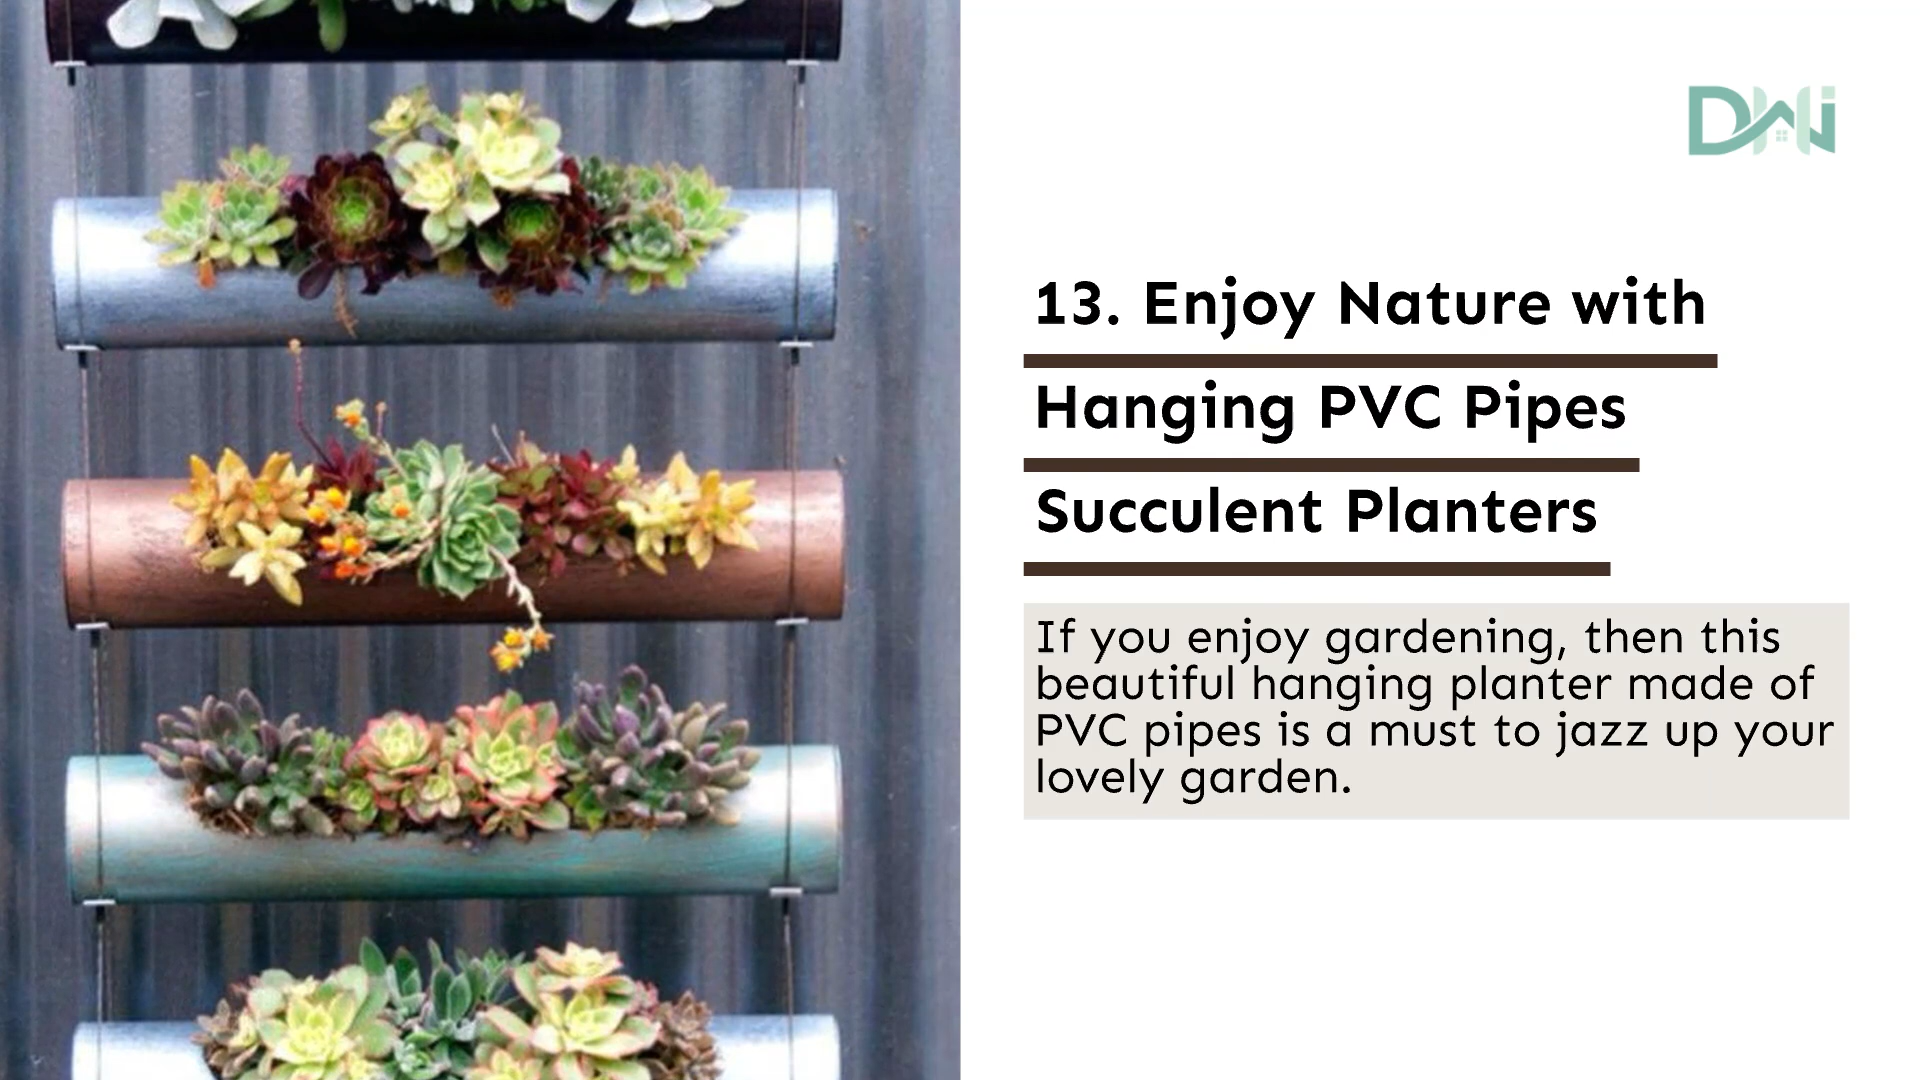 DWi
13. Enjoy Nature with
Hanging PVC Pipes
Succulent Planters
If you enjoy gardening, then this
beautiful hanging planter made of
PVC pipes is a must to jazz up your
lovely garden.